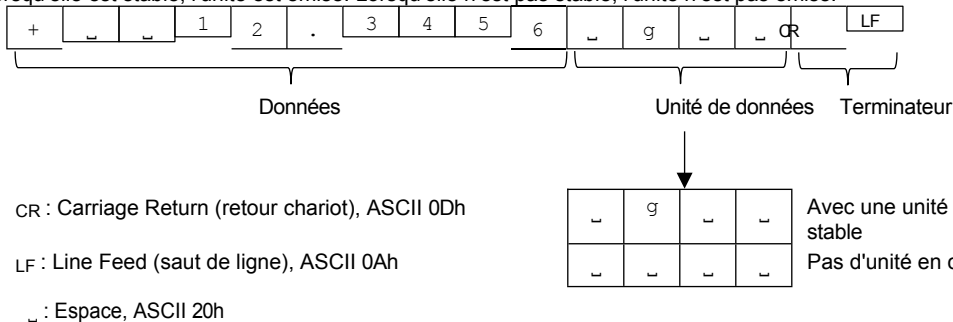 lorsqu'elle est stable, l'unité est émise. Lorsqu'elle n'est pas stable, l'unité n'est pas émise.
+ ␣ ␣ 1 2 . 3 4 5 6 ␣ g ␣ ␣ CR LF
Données Unité de données Terminateur
CR : Carriage Return (retour chariot), ASCII 0Dh
␣ g ␣ ␣ Avec une unité
stable
LF : Line Feed (saut de ligne), ASCII 0Ah
␣ ␣ ␣ ␣ Pas d'unité en
␣ : Espace, ASCII 20h